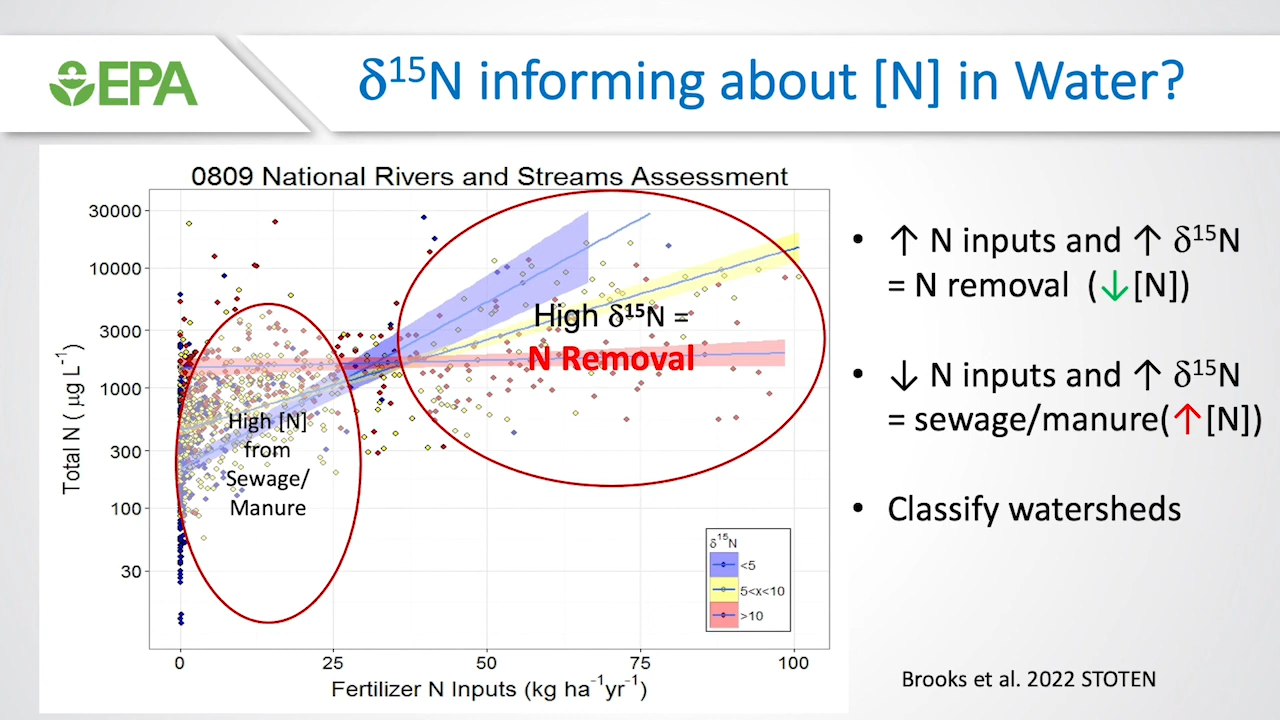 EPA
δ¹⁵N informing about [N] in Water?
0809 National Rivers and Streams Assessment
30000
10000
3000
1000
300
100
30
Total N ( µg L⁻¹)
High δ¹⁵N =
N Removal
High [N]
from
Sewage/
Manure
δ¹⁵N
<5
5<x<10
>10
0 25 50 75 100
Fertilizer N Inputs (kg ha⁻¹yr⁻¹)
• ↑ N inputs and ↑ δ¹⁵N
= N removal (↓[N])
• ↓ N inputs and ↑ δ¹⁵N
= sewage/manure(↑[N])
• Classify watersheds
Brooks et al. 2022 STOTEN